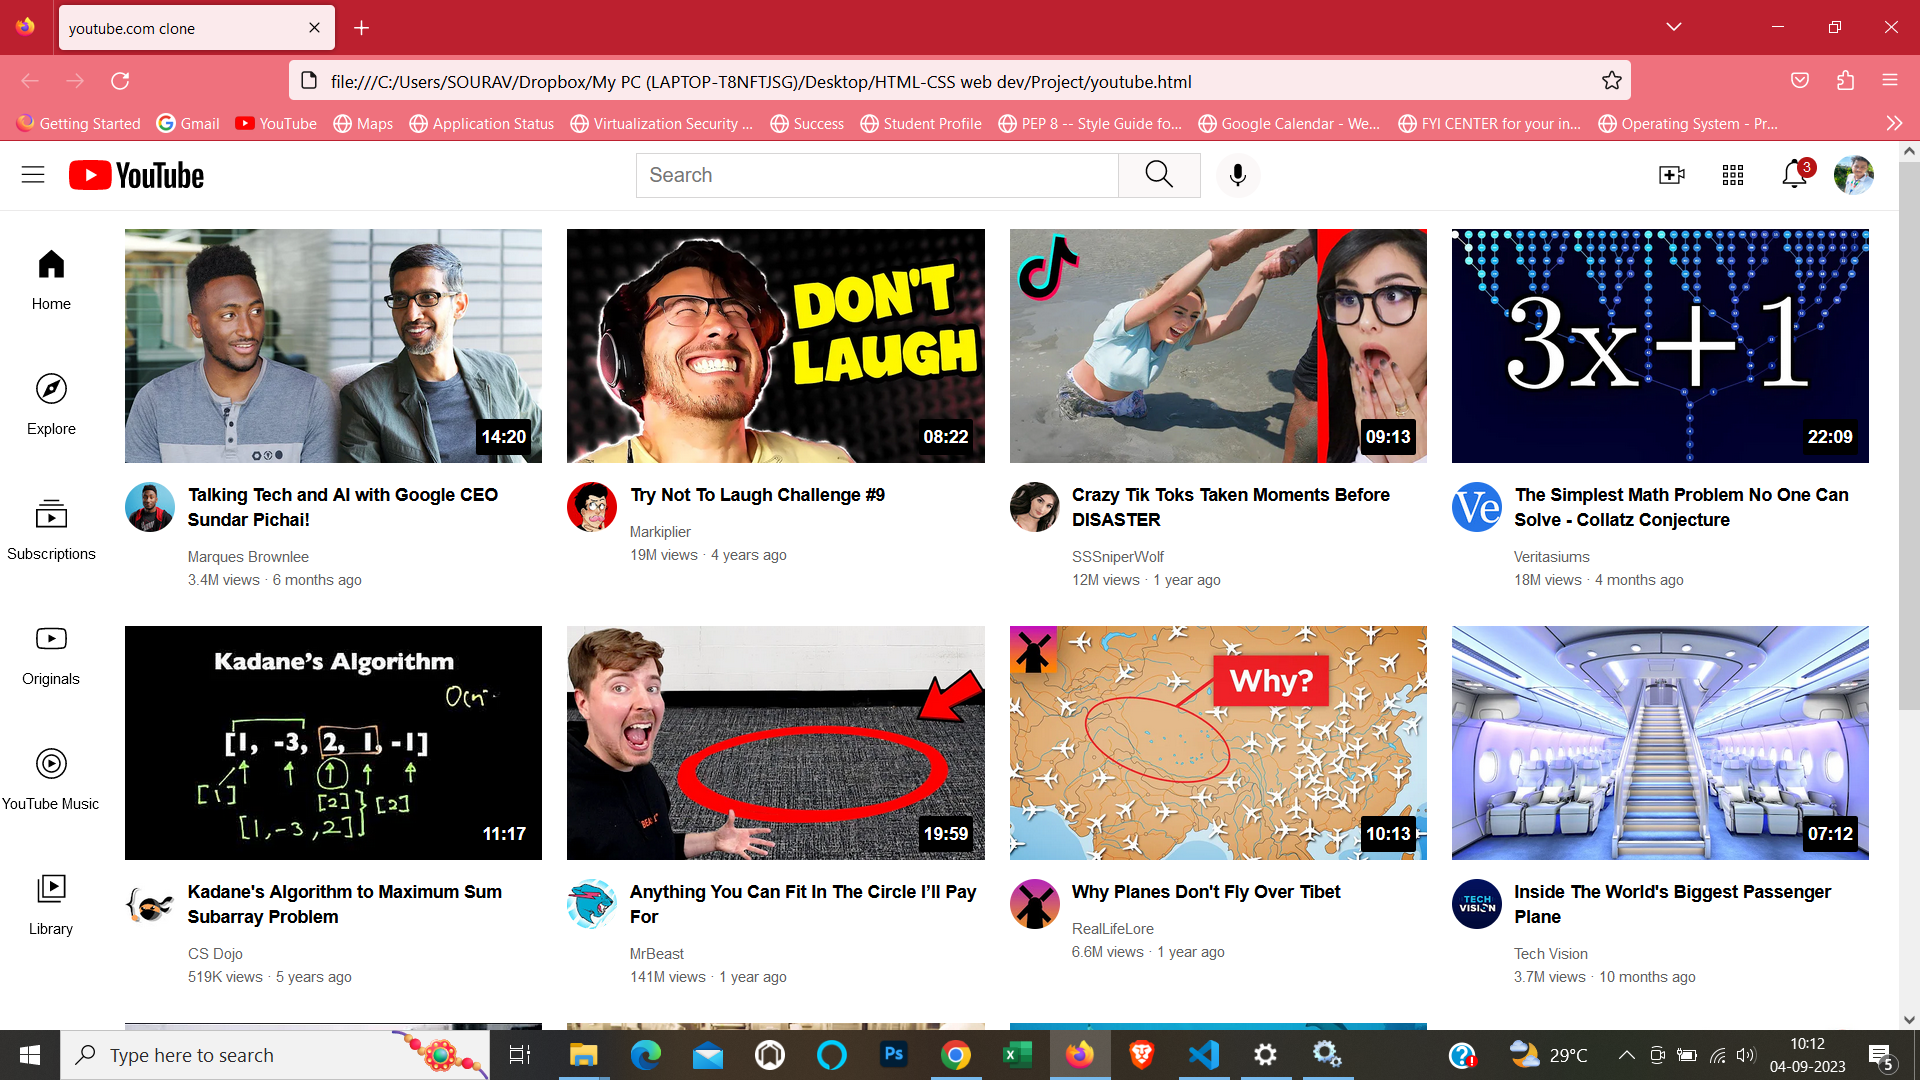 youtube.com clone
file:///C:/Users/SOURAV/Dropbox/My PC (LAPTOP-T8NFTJSG)/Desktop/HTML-CSS web dev/Project/youtube.html
Getting Started Gmail YouTube Maps Application Status Virtualization Security ... Success Student Profile PEP 8 -- Style Guide fo... Google Calendar - We... FYI CENTER for your in... Operating System - Pr...
YouTube
Search
3
Home
Explore
Subscriptions
Originals
YouTube Music
Library
14:20
DON'T
LAUGH
08:22
09:13
3x+1
22:09
Talking Tech and AI with Google CEO
Sundar Pichai!
Marques Brownlee
3.4M views · 6 months ago
Try Not To Laugh Challenge #9
Markiplier
19M views · 4 years ago
Crazy Tik Toks Taken Moments Before
DISASTER
SSSniperWolf
12M views · 1 year ago
Ve
The Simplest Math Problem No One Can
Solve - Collatz Conjecture
Veritasiums
18M views · 4 months ago
Kadane's Algorithm
[1, -3, 2, 1, -1]
[1] [2] [2]
[1,-3,2]
11:17
19:59
Why?
10:13
07:12
Kadane's Algorithm to Maximum Sum
Subarray Problem
CS Dojo
519K views · 5 years ago
Anything You Can Fit In The Circle I’ll Pay
For
MrBeast
141M views · 1 year ago
Why Planes Don't Fly Over Tibet
RealLifeLore
6.6M views · 1 year ago
TECH
VISION
Inside The World's Biggest Passenger
Plane
Tech Vision
3.7M views · 10 months ago
Type here to search
Ps
29°C
10:12
04-09-2023
5